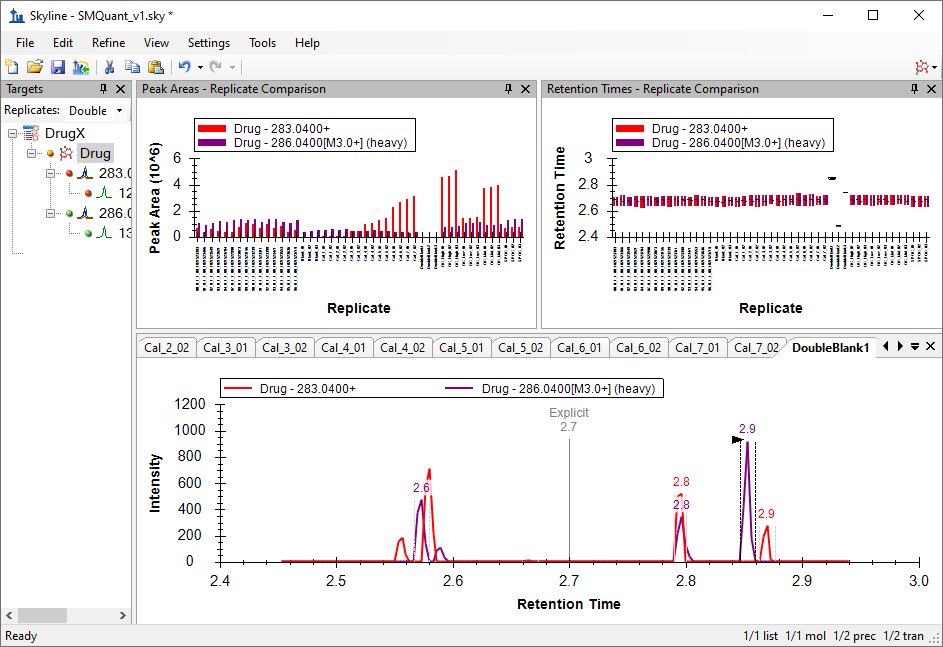 Skyline - SMQuant_v1.sky *
File Edit Refine View Settings Tools Help
Targets
Replicates: Double
DrugX
Drug
283.0
12
286.0
13
Peak Areas - Replicate Comparison
Drug - 283.0400+
Drug - 286.0400[M3.0+] (heavy)
Peak Area (10^6)
6
4
2
0
Replicate
Retention Times - Replicate Comparison
Drug - 283.0400+
Drug - 286.0400[M3.0+] (heavy)
Retention Time
3
2.8
2.6
2.4
Replicate
Cal_2_02 Cal_3_01 Cal_3_02 Cal_4_01 Cal_4_02 Cal_5_01 Cal_5_02 Cal_6_01 Cal_6_02 Cal_7_01 Cal_7_02 DoubleBlank1
Drug - 283.0400+ Drug - 286.0400[M3.0+] (heavy)
Explicit
2.7
2.9
2.8
2.6
2.8
2.9
Intensity
1200
1000
800
600
400
200
0
2.4 2.5 2.6 2.7 2.8 2.9 3.0
Retention Time
Ready
1/1 list 1/1 mol 1/2 prec 1/2 tran